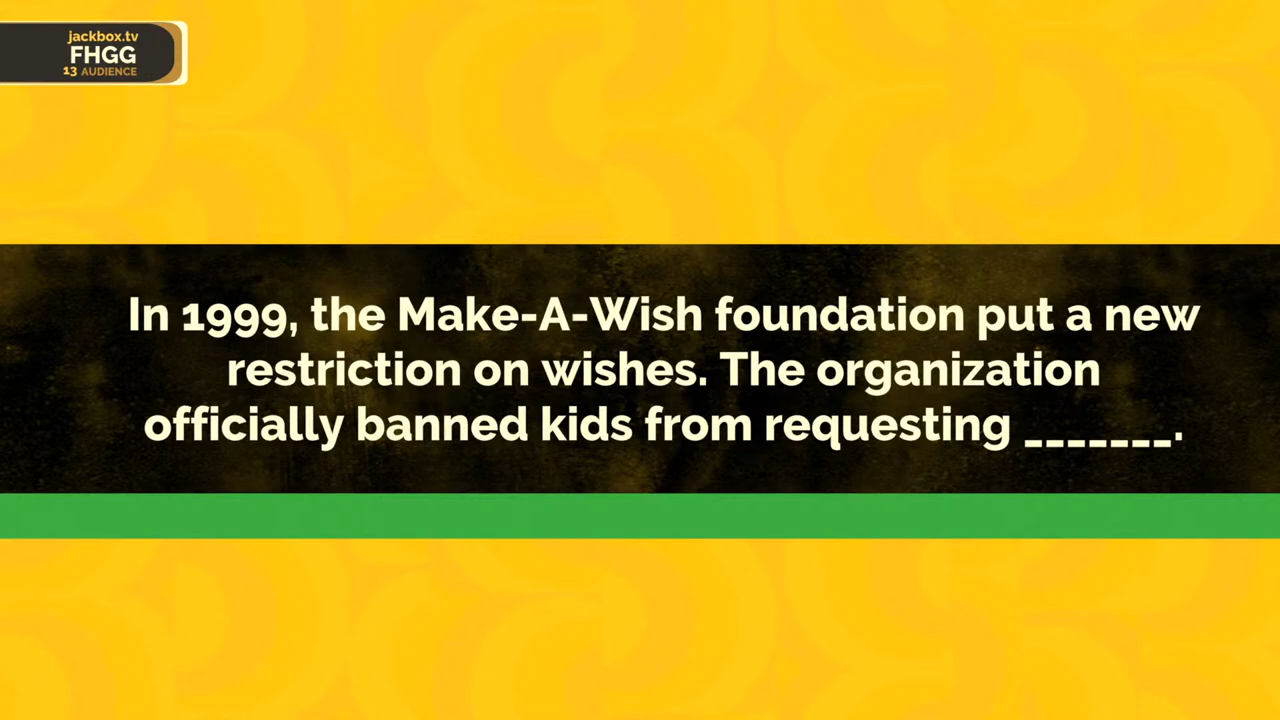 jackbox.tv
FHGG
13 AUDIENCE
In 1999, the Make-A-Wish foundation put a new
restriction on wishes. The organization
officially banned kids from requesting _______.